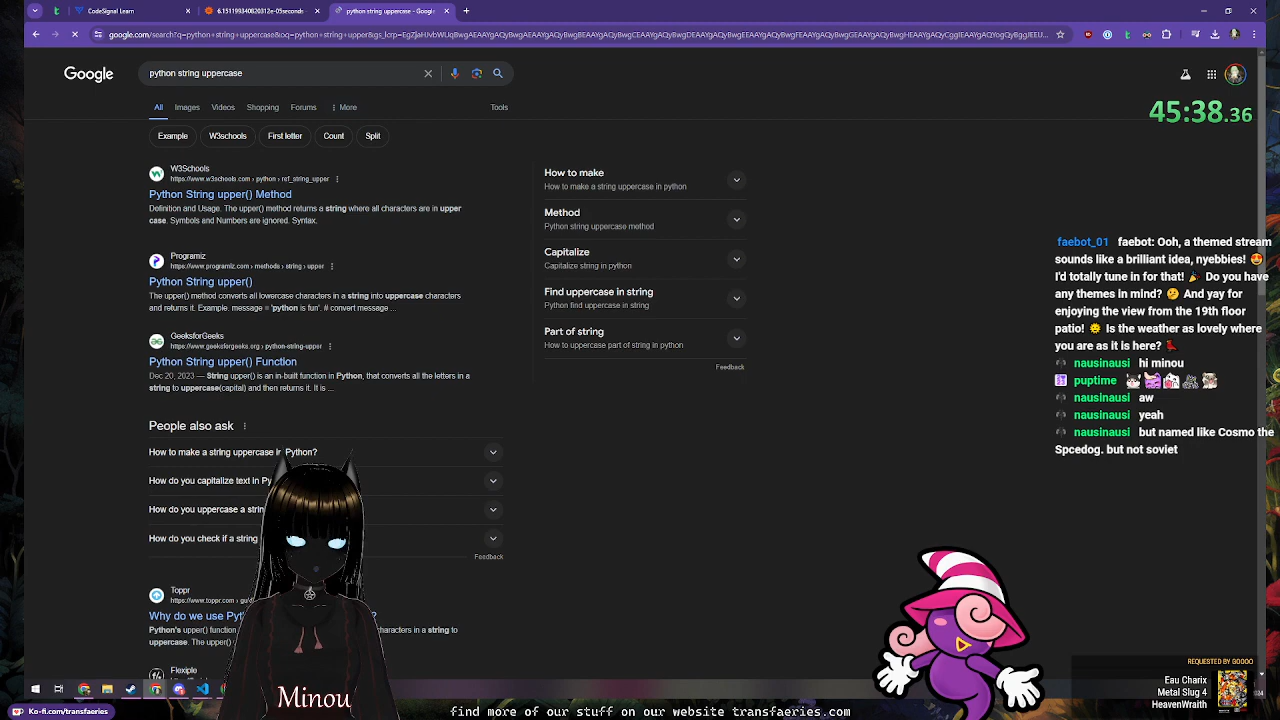 CodeSignal Learn
6.151199340820312e-05seconds
python string uppercase - Goog
Google
python string uppercase
All
Images
Videos
Shopping
Forums
More
Tools
45:38.36
Example
W3schools
First letter
Count
Split
W3Schools
https://www.w3schools.com › python › ref_string_upper
Python String upper() Method
Definition and Usage. The upper() method returns a string where all characters are in upper
case. Symbols and Numbers are ignored. Syntax.
Programiz
https://www.programiz.com › methods › string › upper
Python String upper()
The upper() method converts all lowercase characters in a string into uppercase characters
and returns it. Example. message = 'python is fun'. # convert message ...
GeeksforGeeks
https://www.geeksforgeeks.org › python-string-upper
Python String upper() Function
Dec 20, 2023 — String upper() is an in-built function in Python, that converts all the letters in a
string to uppercase(capital) and then returns it. It is ...
People also ask
How to make a string uppercase in Python?
How do you capitalize text in Py
How do you uppercase a
How do you check if a string
Feedback
Toppr
https://www.toppr.com
Why do we use
Python's upper() function
characters in a string to
uppercase. The upper()
Flexiple
How to make
How to make a string uppercase in python
Method
Python string uppercase method
Capitalize
Capitalize string in python
Find uppercase in string
Python find uppercase in string
Part of string
How to uppercase part of string in python
Feedback
faebot_01 faebot: Ooh, a themed stream
sounds like a brilliant idea, nyebbies!
I'd totally tune in for that! Do you have
any themes in mind? And yay for
enjoying the view from the 19th floor
patio! Is the weather as lovely where
you are as it is here?
nausinausi hi minou
puptime
nausinausi aw
nausinausi yeah
nausinausi but named like Cosmo the
Spcedog. but not soviet
Minou
REQUESTED BY GOOOO
Eau Charix
Metal Slug 4
HeavenWraith
Ko-fi.com/transfaeries
find more of our stuff on our website transfaeries.com